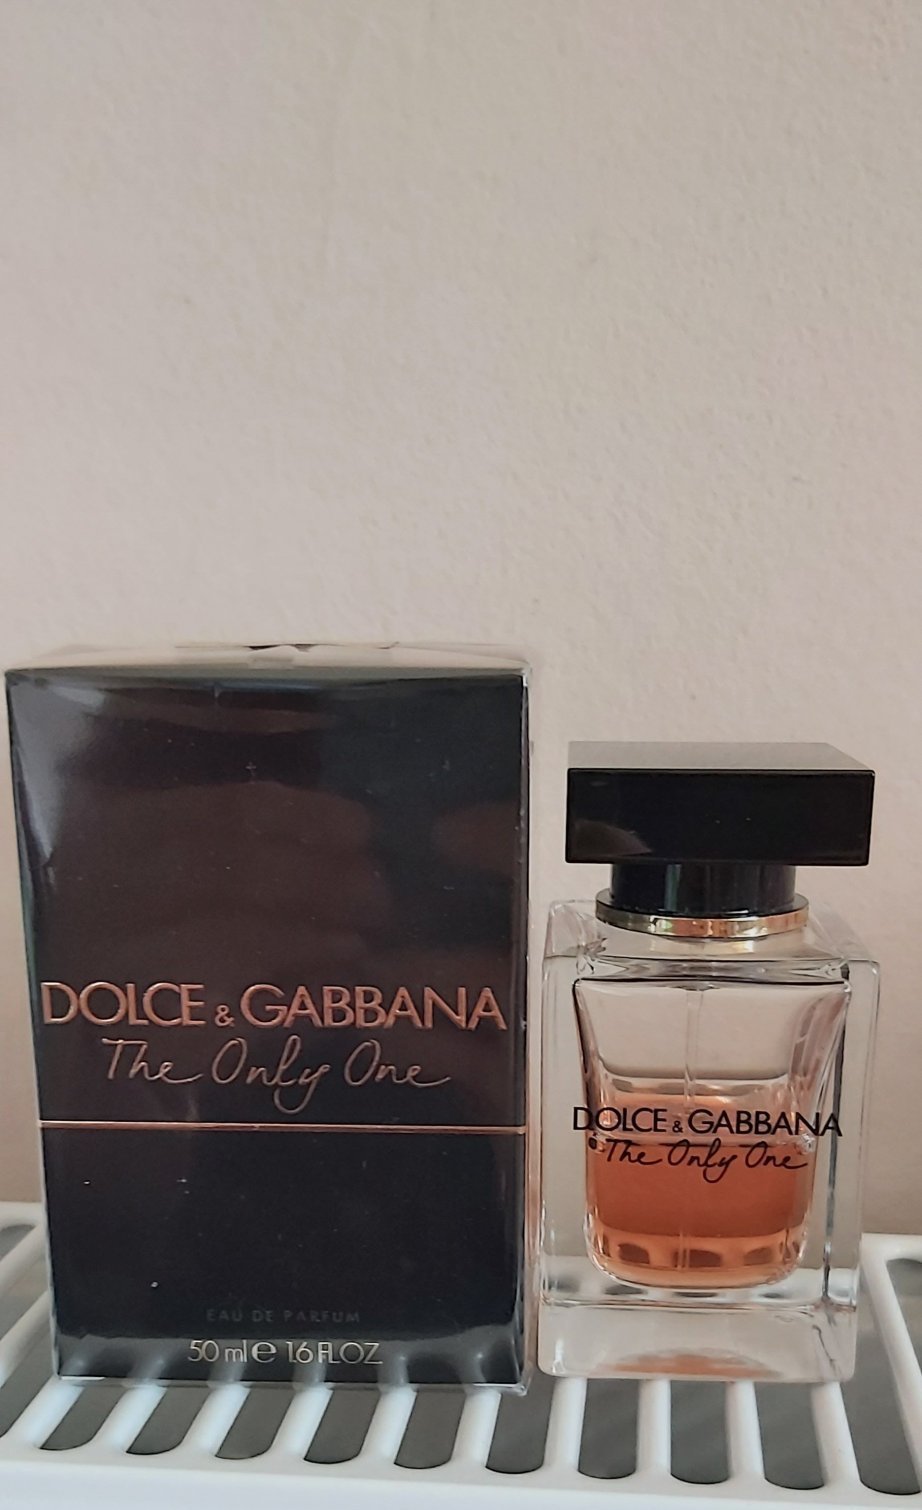 DOLCE & GABBANA
The Only One
EAU DE PARFUM
50 ml e 1.6 FL.OZ
DOLCE & GABBANA
The Only One